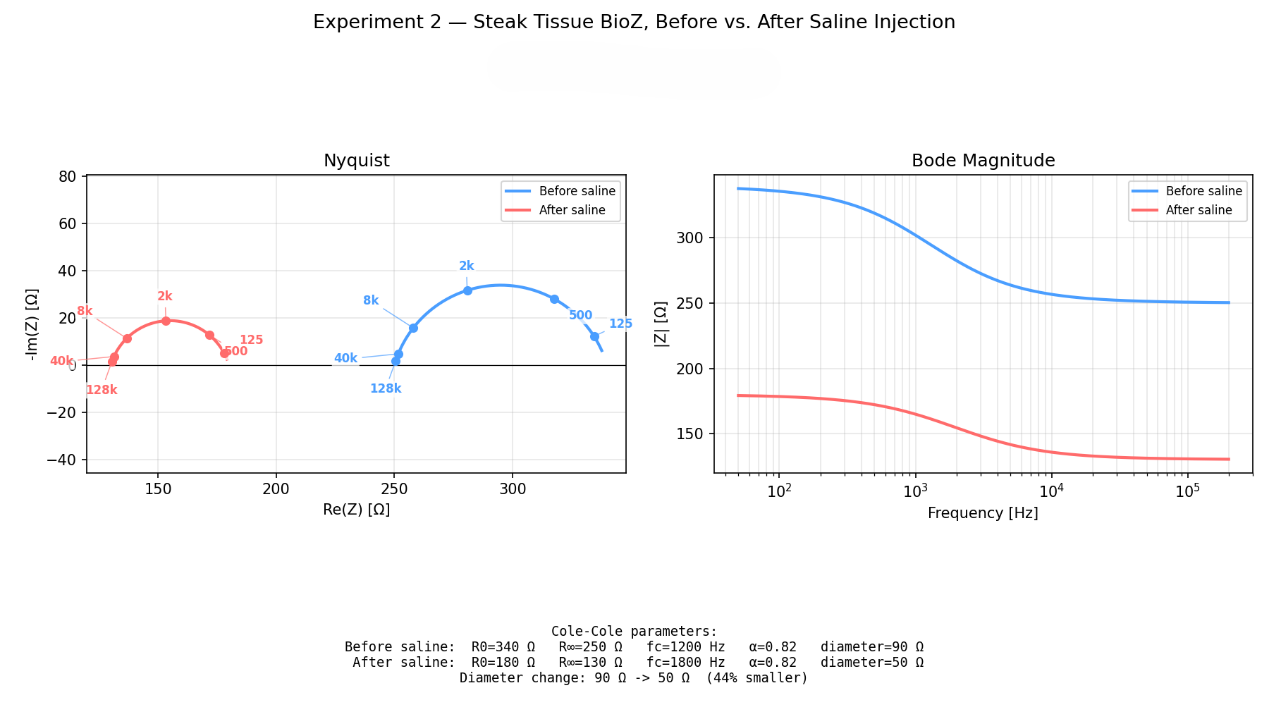 Experiment 2 — Steak Tissue BioZ, Before vs. After Saline Injection
Nyquist
80
60
40
20
0
−20
−40
-Im(Z) [Ω]
150
200
250
300
Re(Z) [Ω]
Before saline
After saline
8k
2k
125
500
40k
128k
2k
8k
500
125
40k
128k
Bode Magnitude
300
250
200
150
|Z| [Ω]
10²
10³
10⁴
10⁵
Frequency [Hz]
Before saline
After saline
Cole-Cole parameters:
Before saline: R0=340 Ω R∞=250 Ω fc=1200 Hz α=0.82 diameter=90 Ω
After saline: R0=180 Ω R∞=130 Ω fc=1800 Hz α=0.82 diameter=50 Ω
Diameter change: 90 Ω -> 50 Ω (44% smaller)